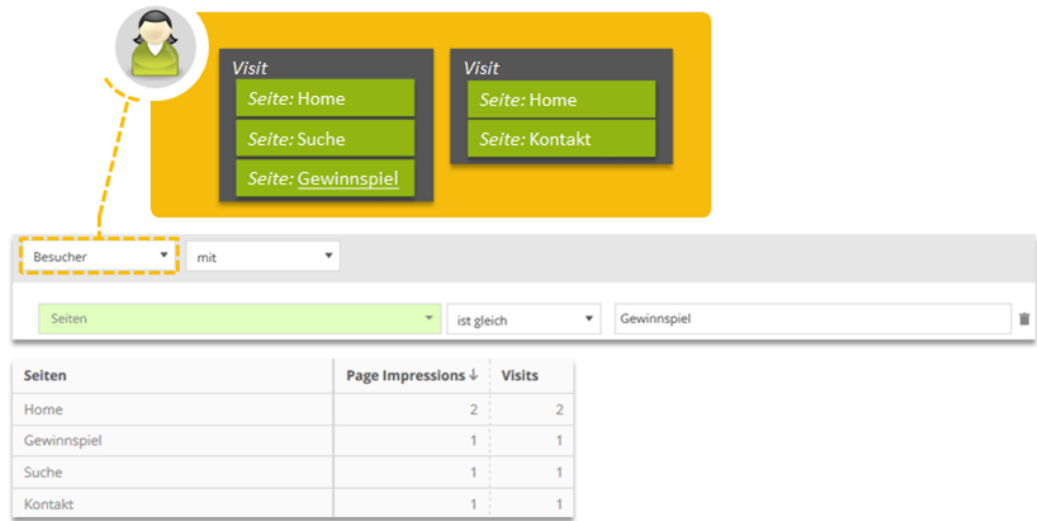 Visit
Seite: Home
Seite: Suche
Seite: Gewinnspiel
Visit
Seite: Home
Seite: Kontakt
Besucher mit
Seiten ist gleich Gewinnspiel
Seiten Page Impressions ↓ Visits
Home 2 2
Gewinnspiel 1 1
Suche 1 1
Kontakt 1 1